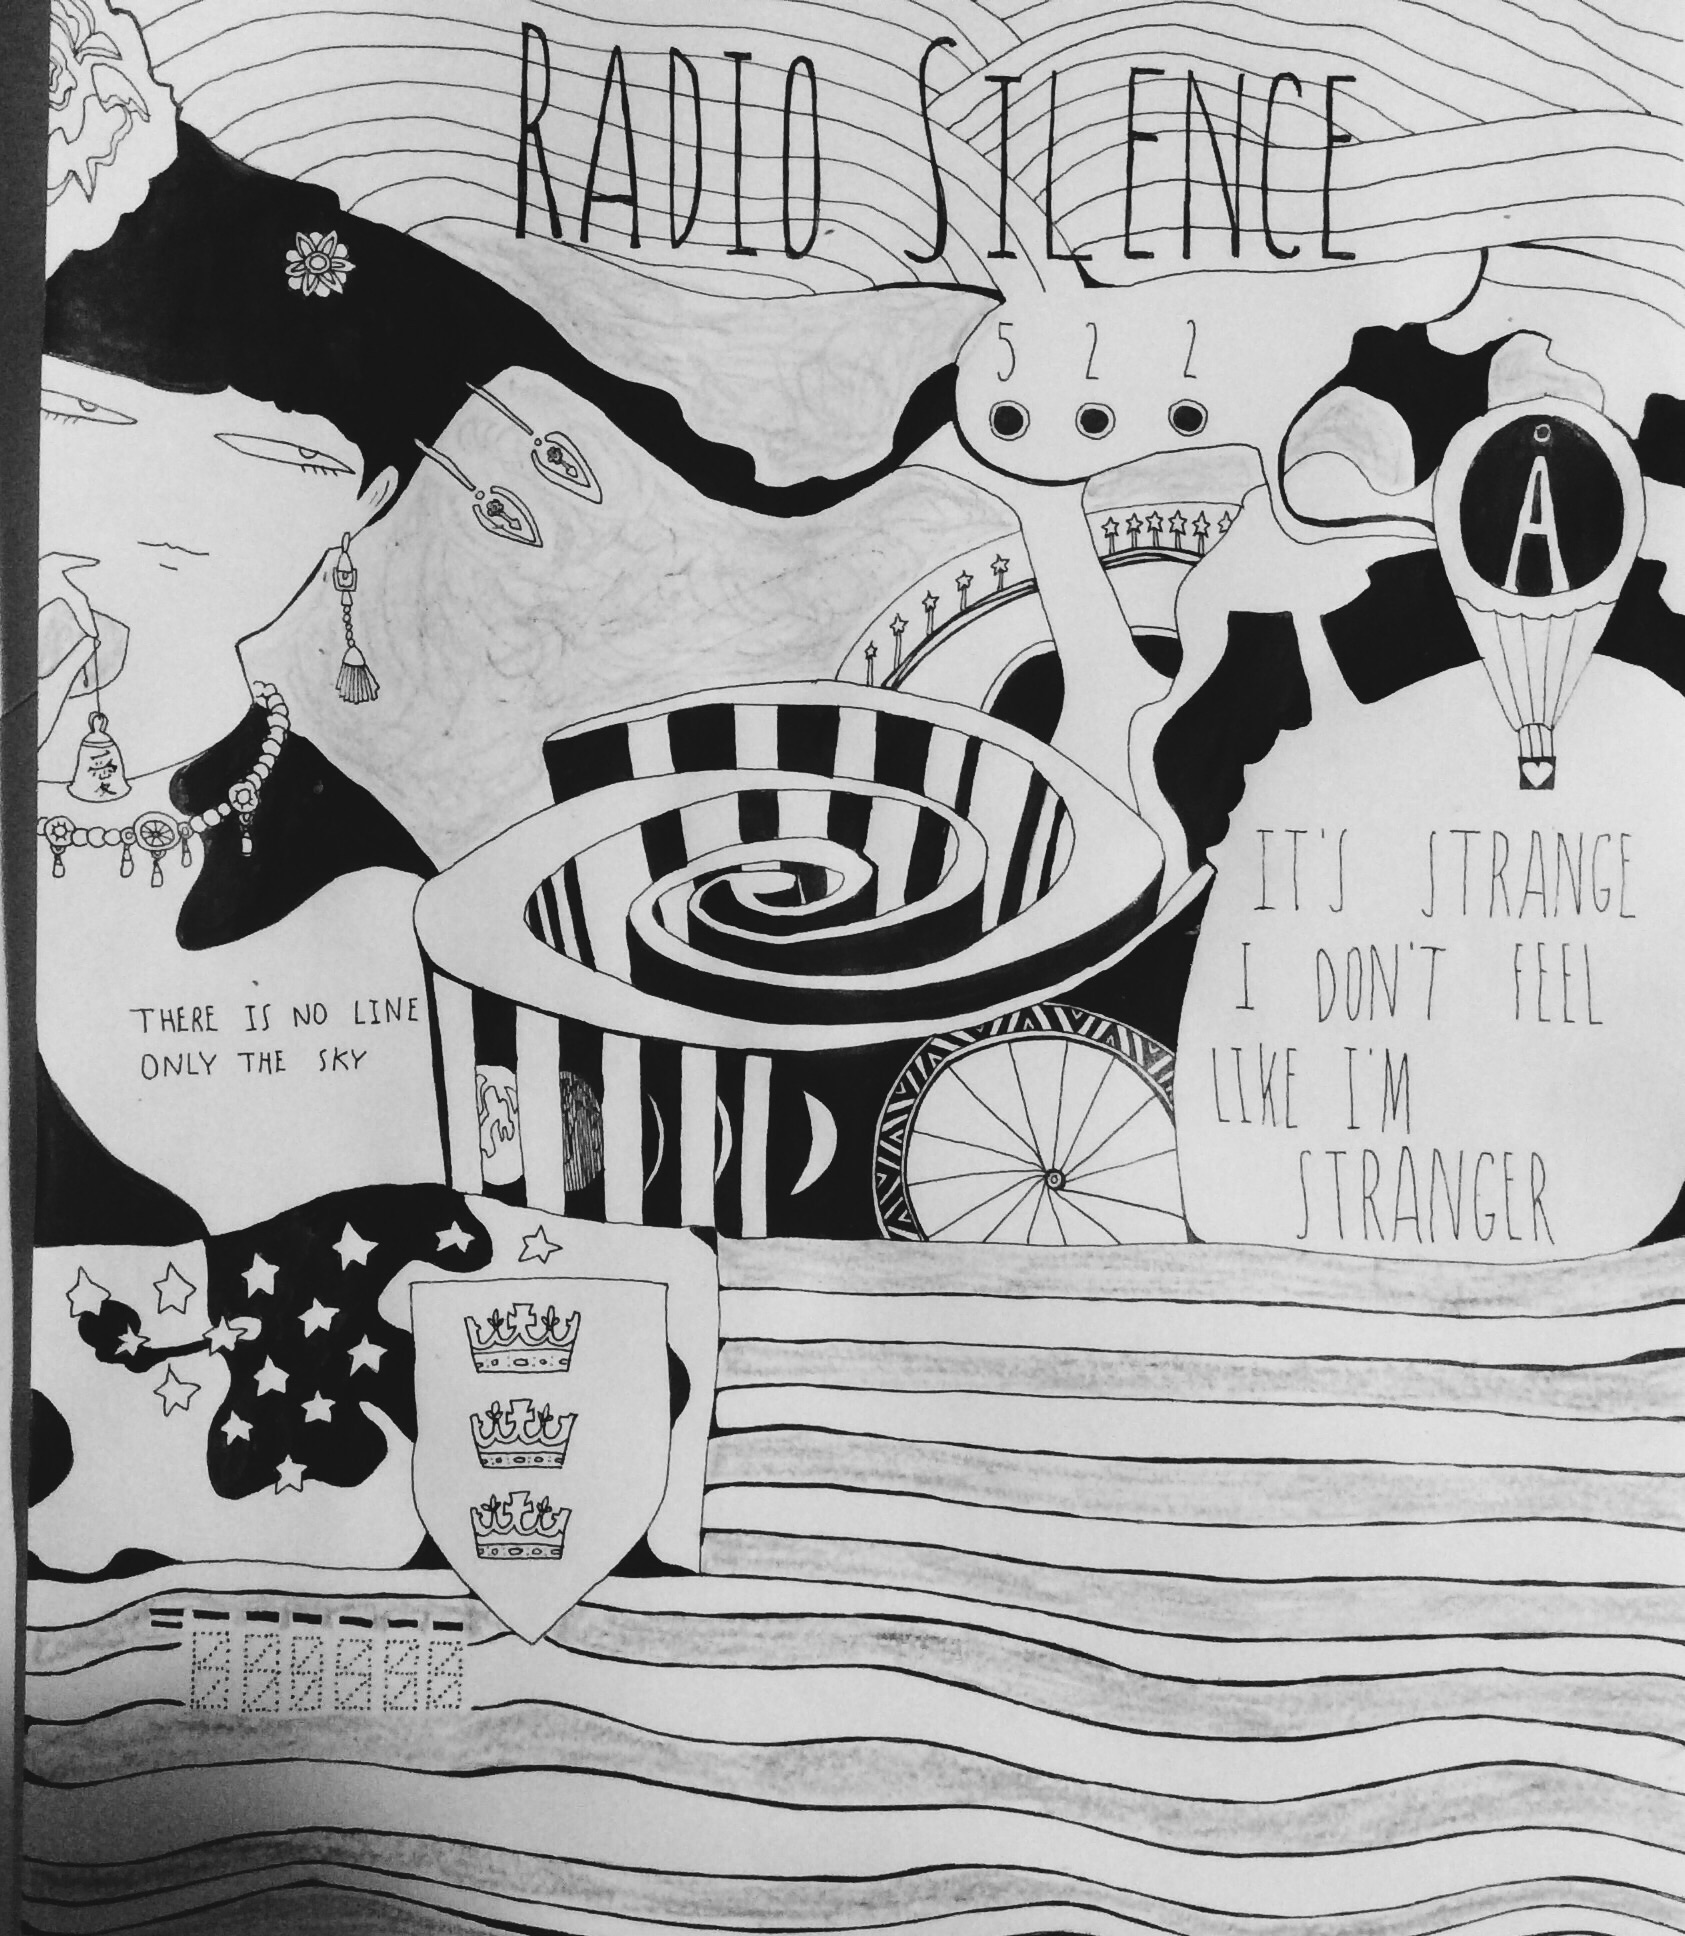 RADIO SILENCE
5 2 2
A
愛
IT'S STRANGE
I DON'T FEEL
LIKE I'M
STRANGER
THERE IS NO LINE
ONLY THE SKY